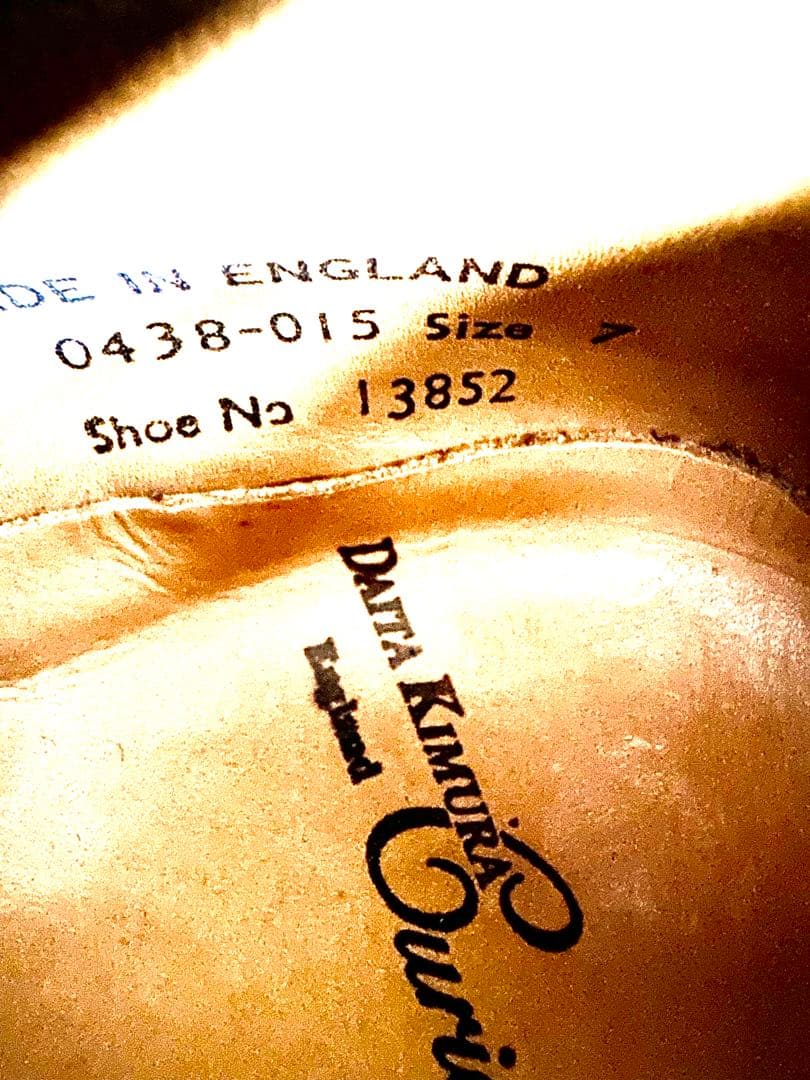 DE IN ENGLAND
0438-015 Size 7
Shoe No 13852
DAITA KIMURA
England